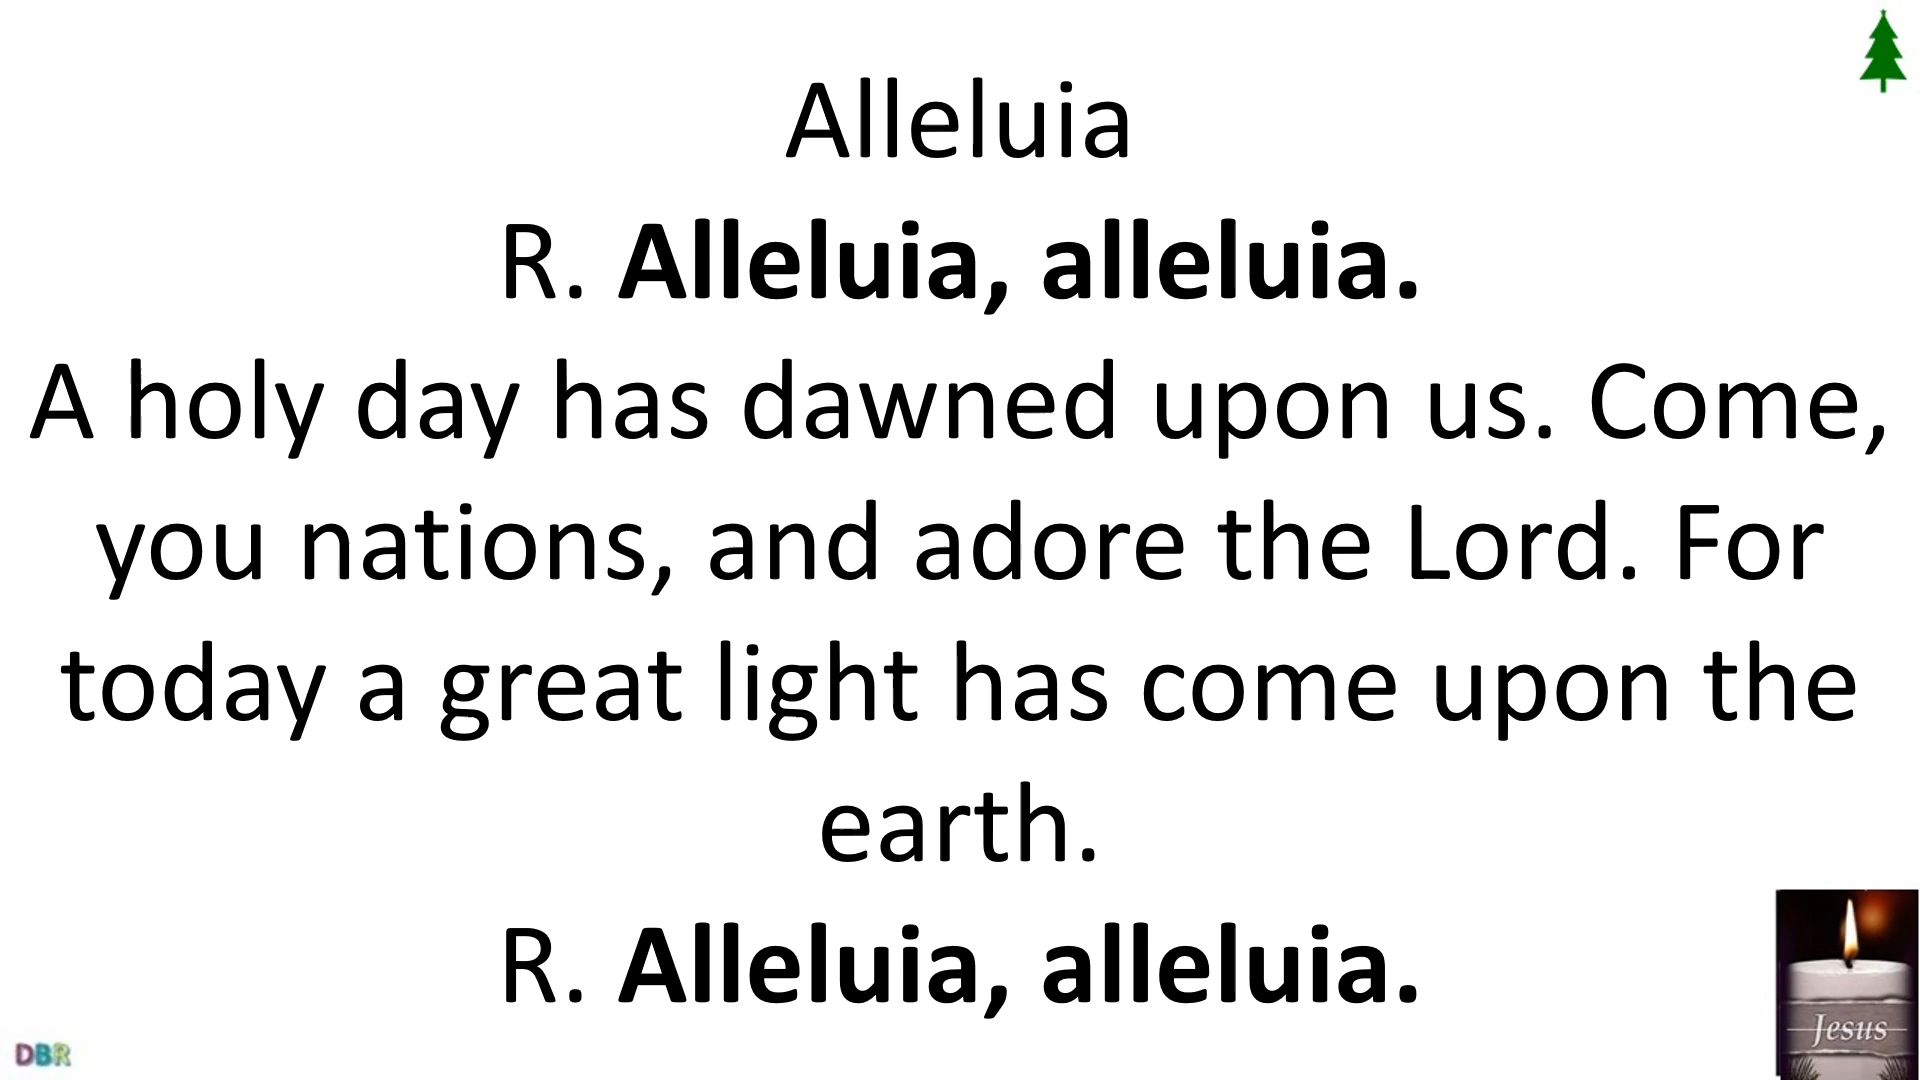 Alleluia
R. Alleluia, alleluia.
A holy day has dawned upon us. Come,
you nations, and adore the Lord. For
today a great light has come upon the
earth.
R. Alleluia, alleluia.
Jesus
DBR